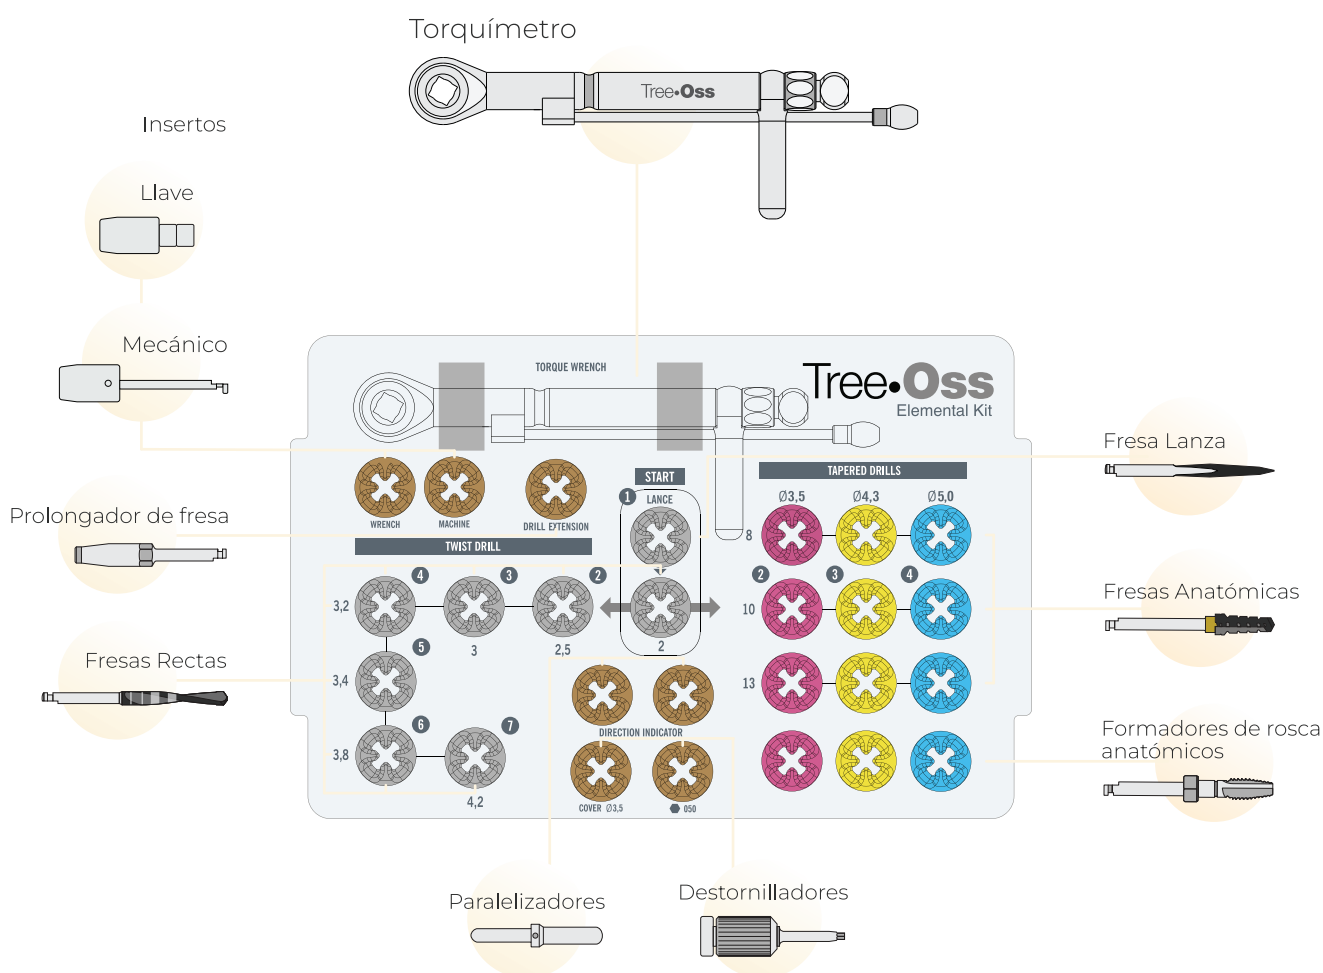 Torquímetro
Tree•Oss
Insertos
Llave
Mecánico
Prolongador de fresa
Fresas Rectas
TORQUE WRENCH
Tree•Oss
Elemental Kit
WRENCH
MACHINE
DRILL EXTENSION
START
1
LANCE
TAPERED DRILLS
Ø3,5
Ø4,3
Ø5,0
8
TWIST DRILL
4
3
2
2
3
4
3,2
10
3
2,5
2
5
3,4
13
6
7
DIRECTION INDICATOR
3,8
4,2
COVER Ø3,5
050
Fresa Lanza
Fresas Anatómicas
Formadores de rosca
anatómicos
Paralelizadores
Destornilladores